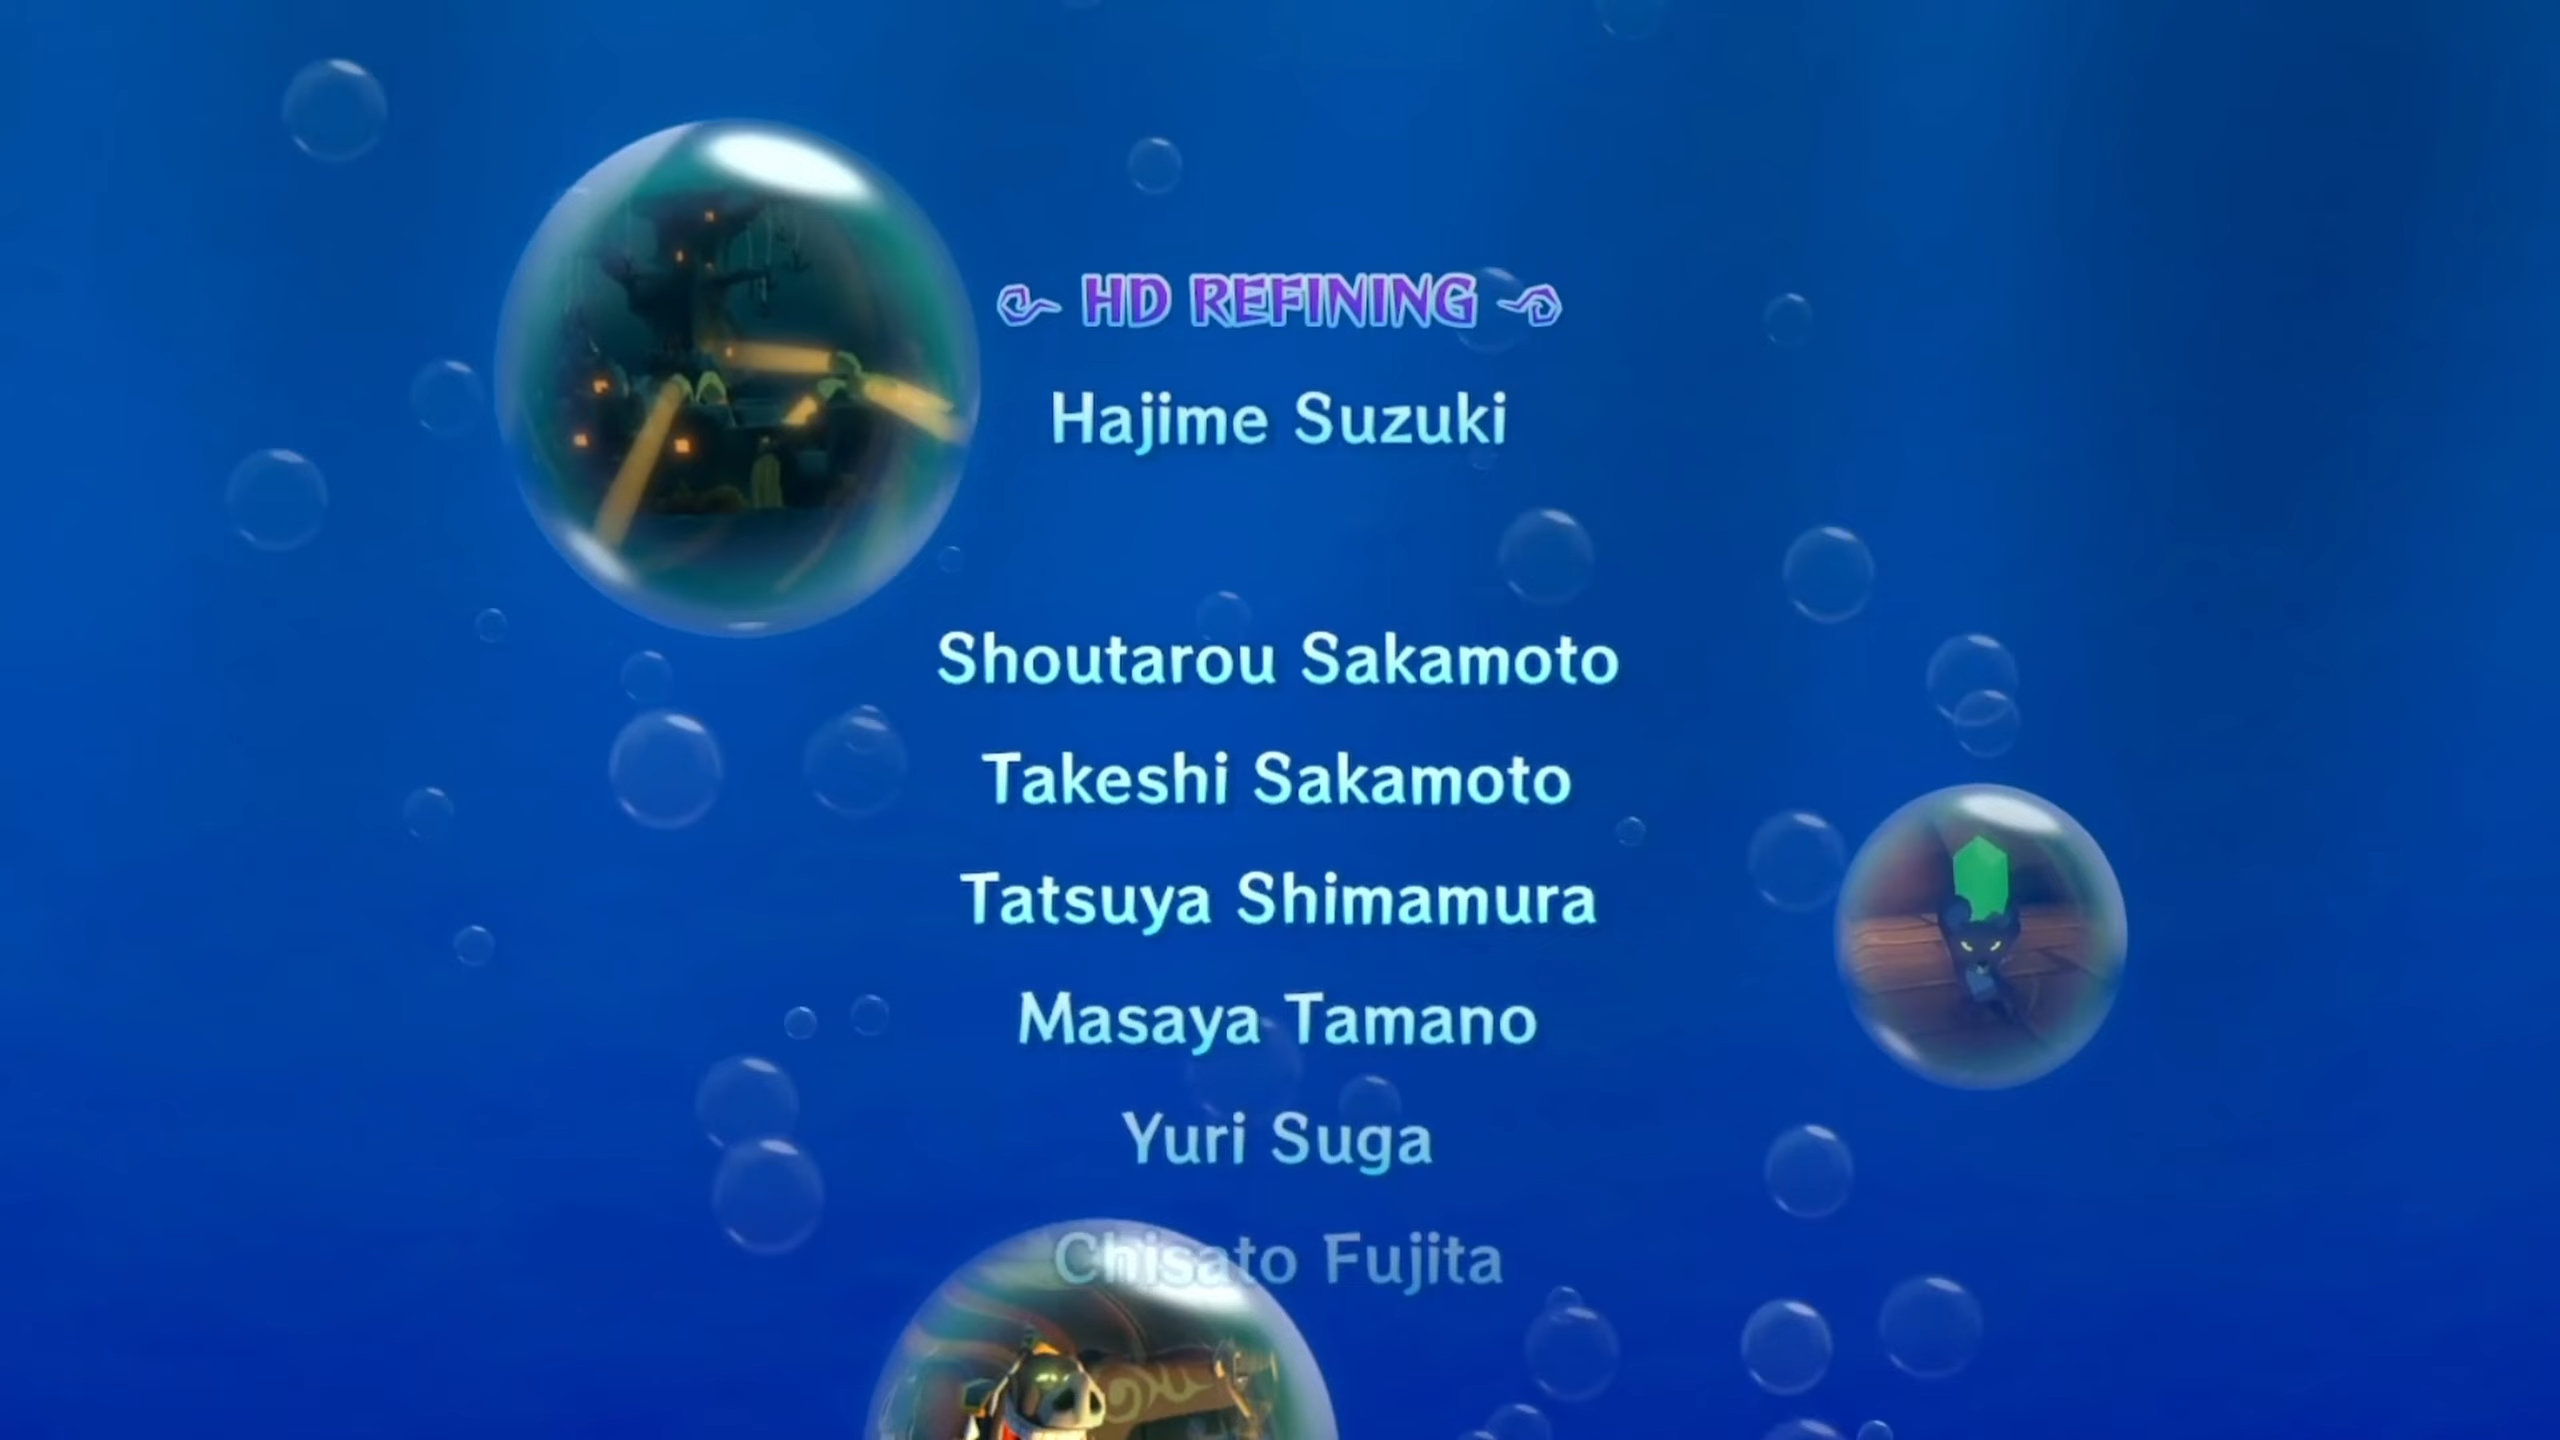 HD REFINING
Hajime Suzuki
Shoutarou Sakamoto
Takeshi Sakamoto
Tatsuya Shimamura
Masaya Tamano
Yuri Suga
Chisato Fujita